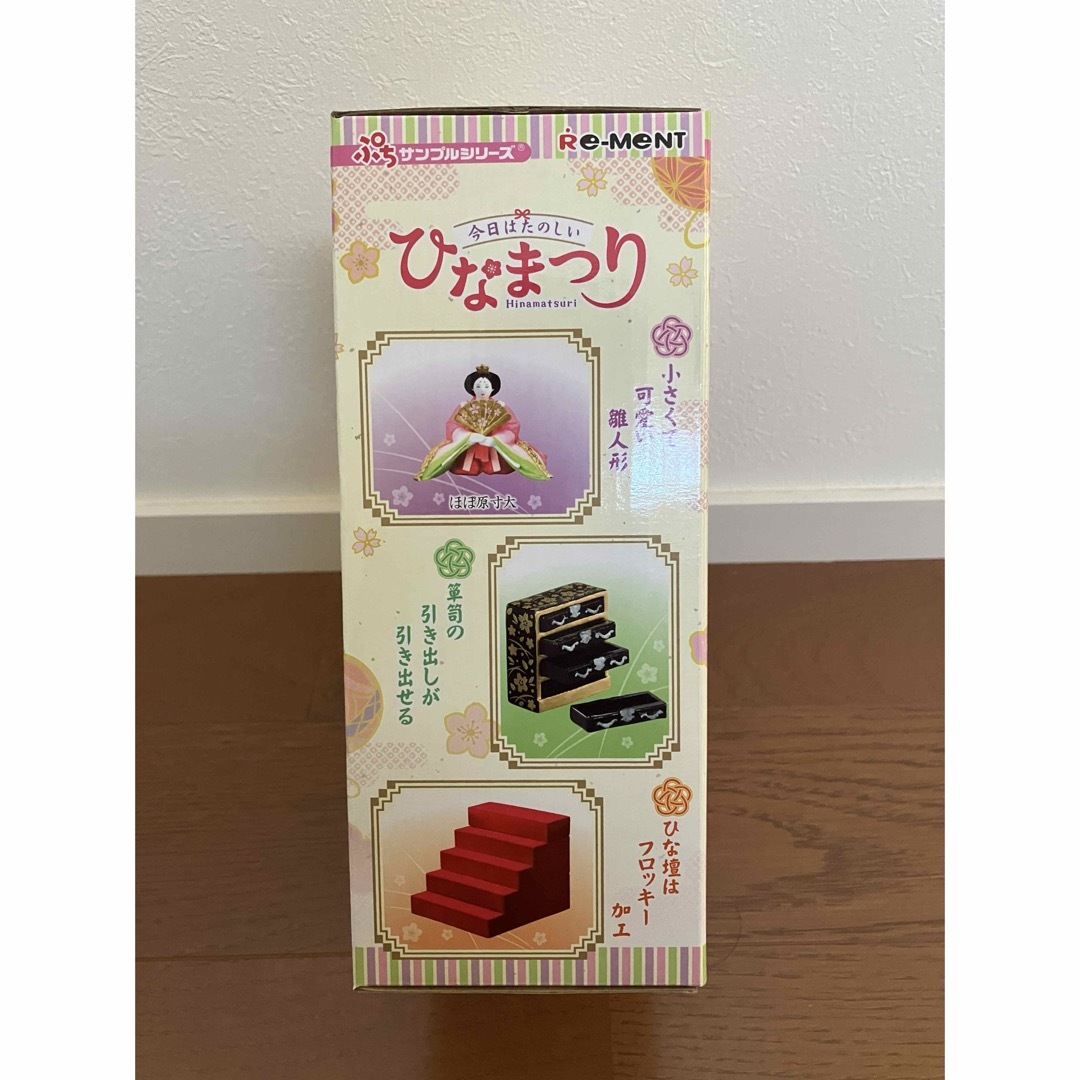 ぷちサンプルシリーズ®
Re-MENT
今日はたのしい
ひなまつり
Hinamatsuri
小さくて
可愛い
雛人形
ほぼ原寸大
箪笥の
引き出しが
引き出せる
ひな壇は
フロッキー
加工